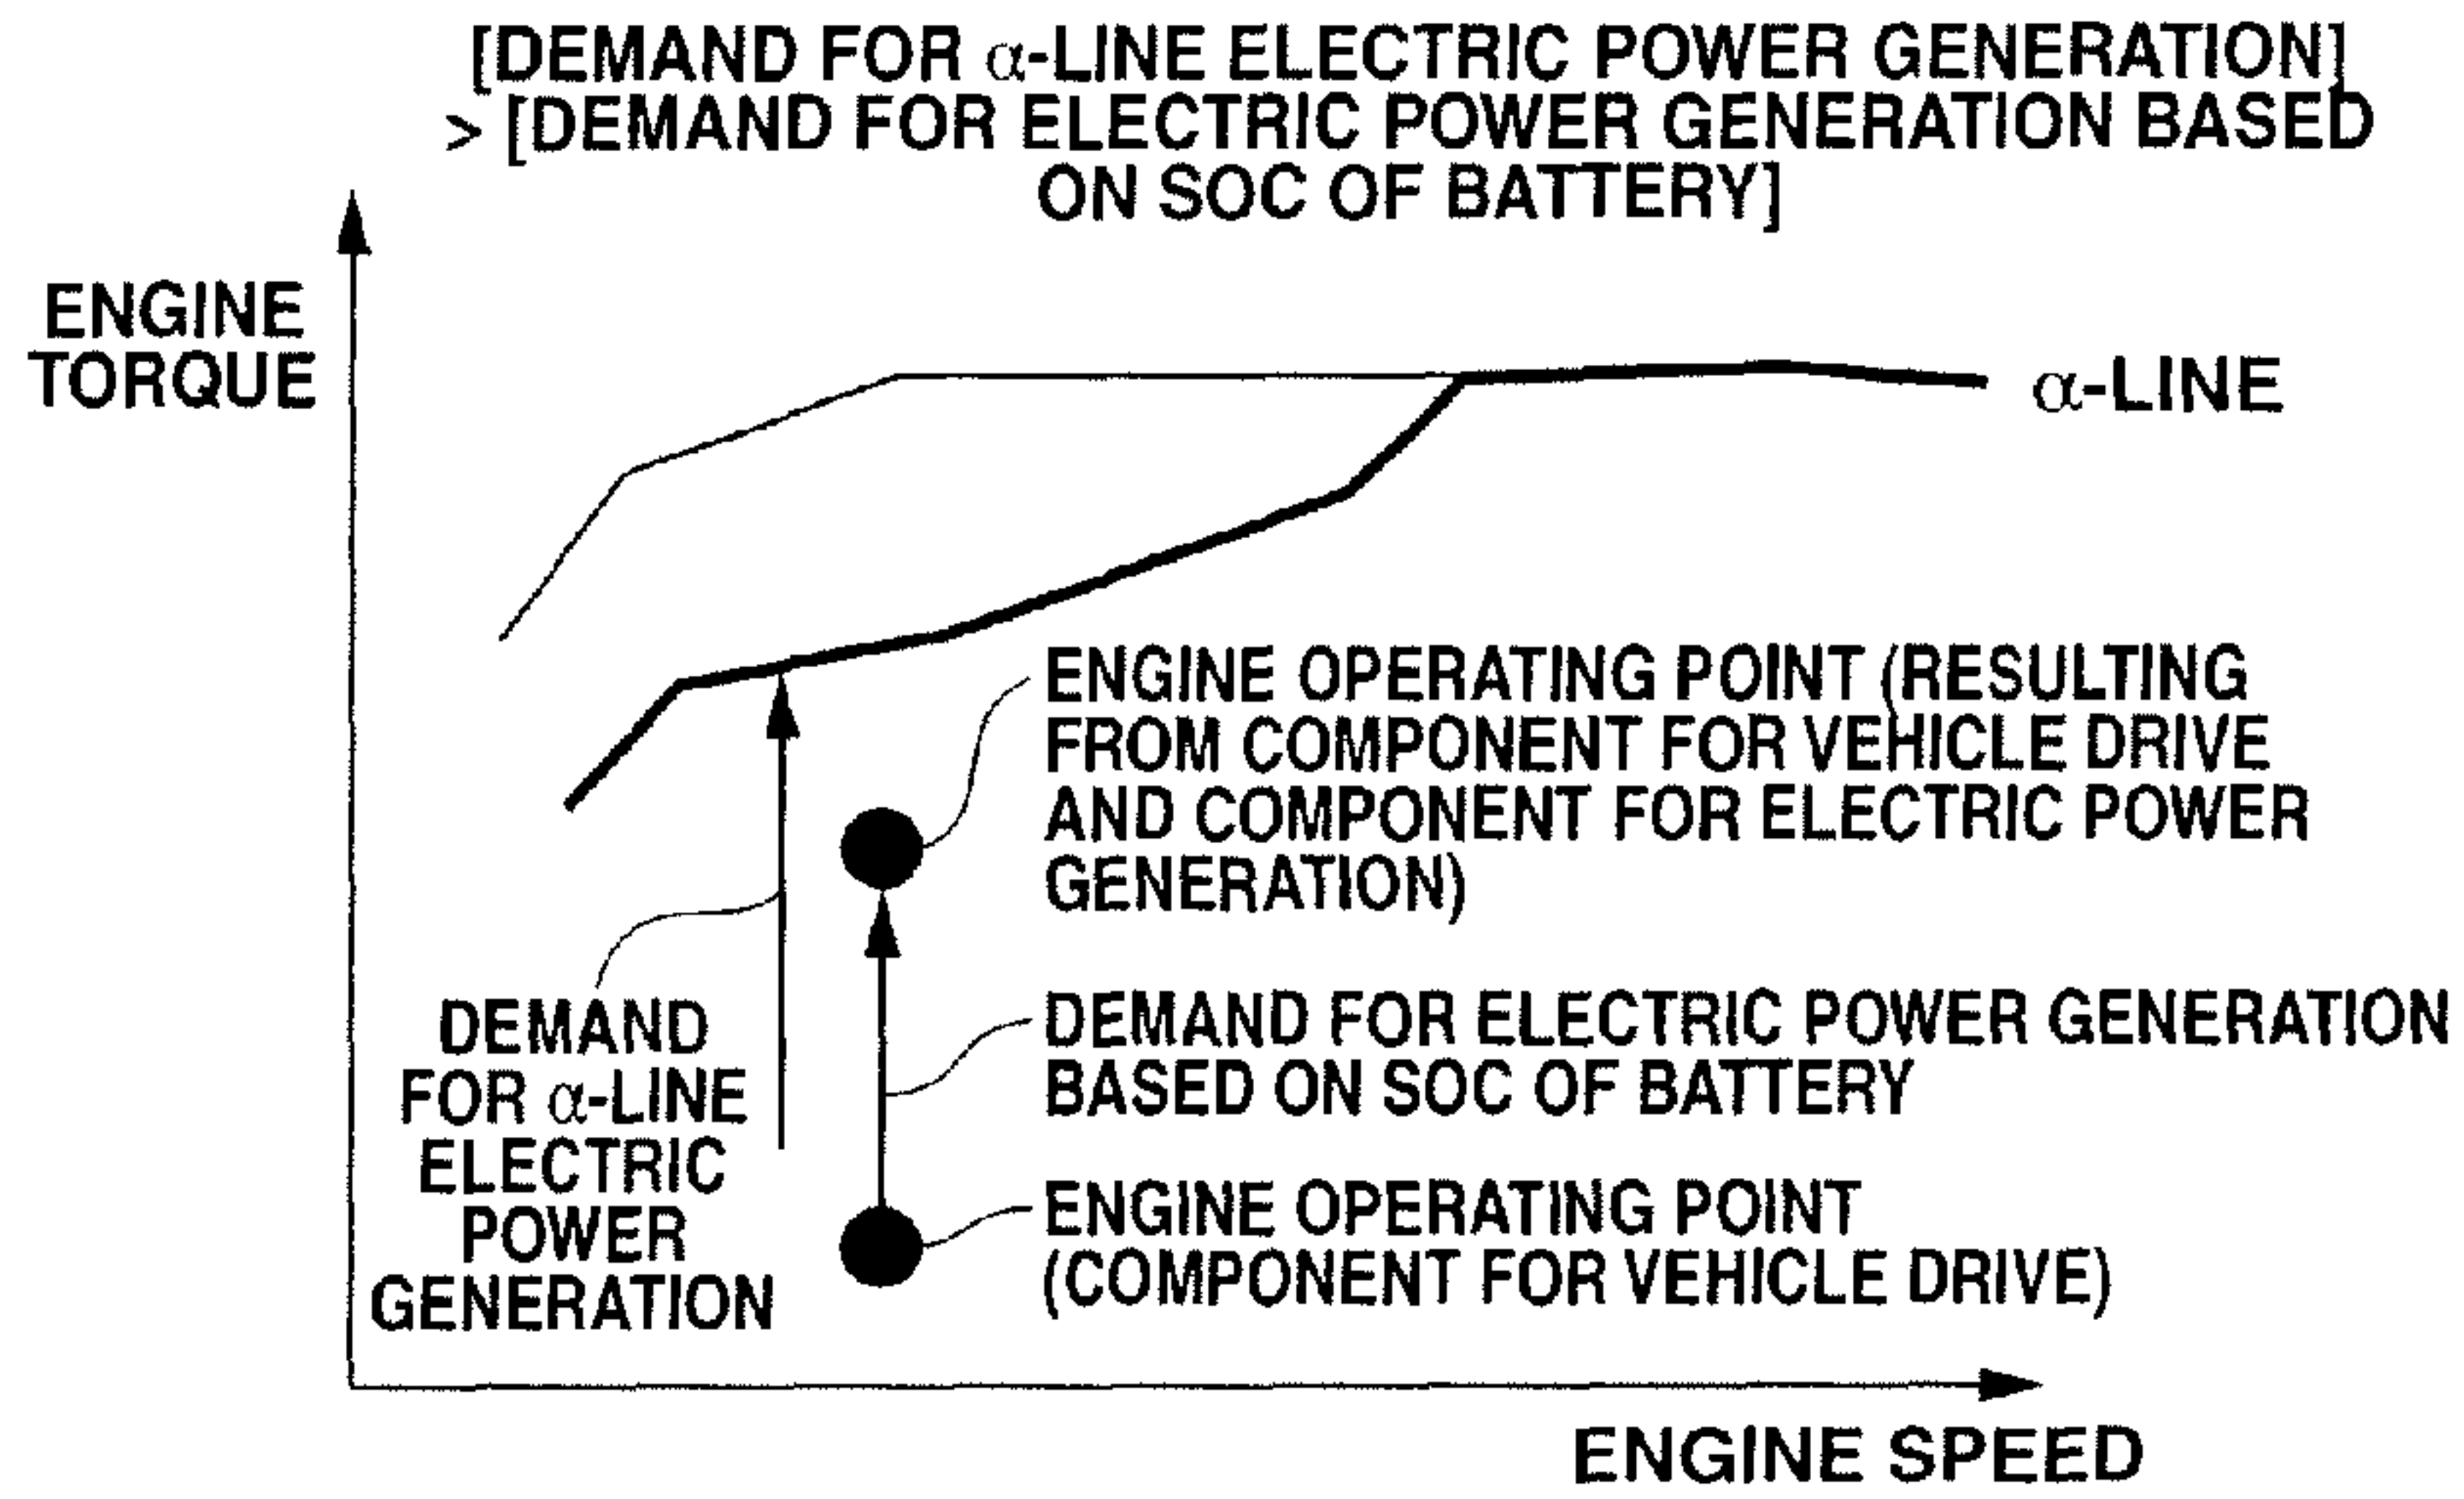 [DEMAND FOR α-LINE ELECTRIC POWER GENERATION]
> [DEMAND FOR ELECTRIC POWER GENERATION BASED
ON SOC OF BATTERY]
ENGINE
TORQUE
α-LINE
ENGINE OPERATING POINT (RESULTING
FROM COMPONENT FOR VEHICLE DRIVE
AND COMPONENT FOR ELECTRIC POWER
GENERATION)
DEMAND
FOR α-LINE
ELECTRIC
POWER
GENERATION
DEMAND FOR ELECTRIC POWER GENERATION
BASED ON SOC OF BATTERY
ENGINE OPERATING POINT
(COMPONENT FOR VEHICLE DRIVE)
ENGINE SPEED